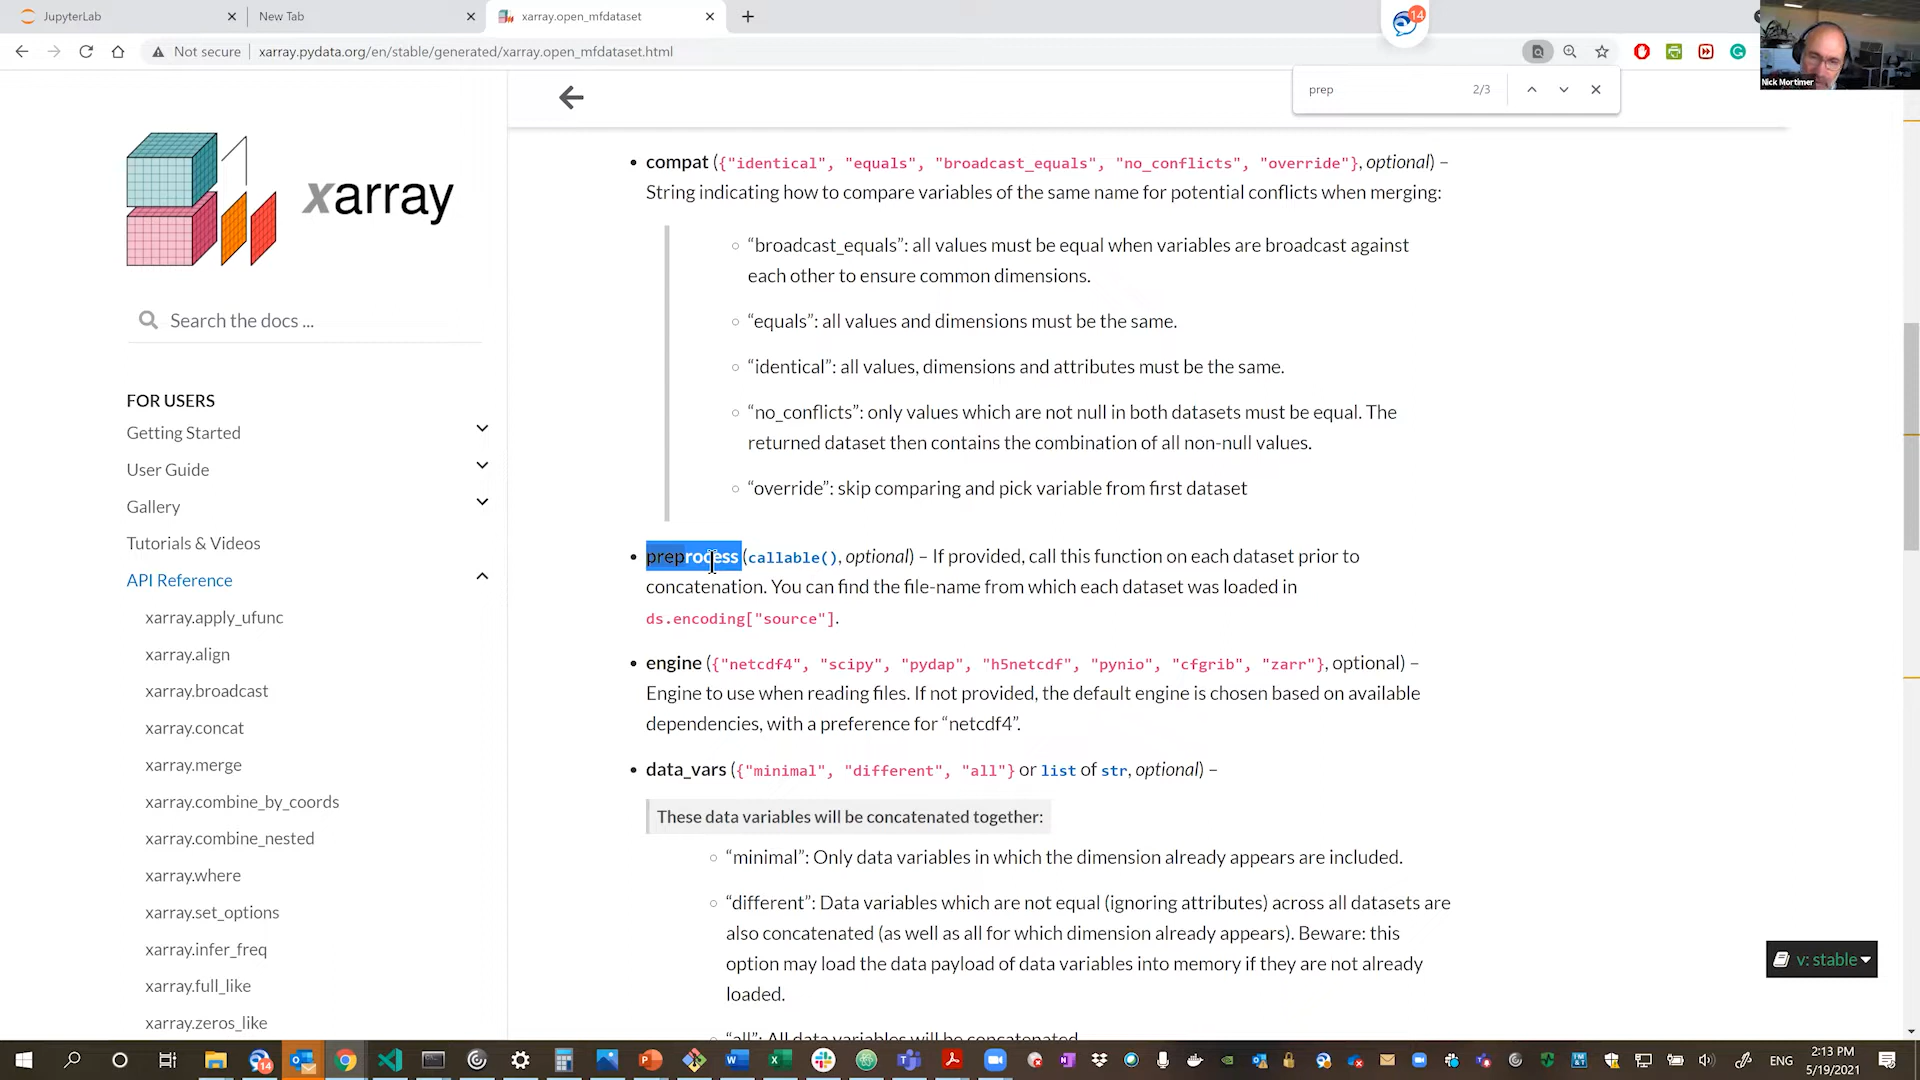 JupyterLab
New Tab
xarray.open_mfdataset
14
Not secure
xarray.pydata.org/en/stable/generated/xarray.open_mfdataset.html
prep
2/3
Nick Mortimer
xarray
Search the docs ...
FOR USERS
Getting Started
User Guide
Gallery
Tutorials & Videos
API Reference
xarray.apply_ufunc
xarray.align
xarray.broadcast
xarray.concat
xarray.merge
xarray.combine_by_coords
xarray.combine_nested
xarray.where
xarray.set_options
xarray.infer_freq
xarray.full_like
xarray.zeros_like
• compat ({"identical", "equals", "broadcast_equals", "no_conflicts", "override"}, optional) –
String indicating how to compare variables of the same name for potential conflicts when merging:
“broadcast_equals”: all values must be equal when variables are broadcast against
each other to ensure common dimensions.
“equals”: all values and dimensions must be the same.
“identical”: all values, dimensions and attributes must be the same.
“no_conflicts”: only values which are not null in both datasets must be equal. The
returned dataset then contains the combination of all non-null values.
“override”: skip comparing and pick variable from first dataset
• preprocess (callable(), optional) – If provided, call this function on each dataset prior to
concatenation. You can find the file-name from which each dataset was loaded in
ds.encoding["source"].
• engine ({"netcdf4", "scipy", "pydap", "h5netcdf", "pynio", "cfgrib", "zarr"}, optional) –
Engine to use when reading files. If not provided, the default engine is chosen based on available
dependencies, with a preference for “netcdf4”.
• data_vars ({"minimal", "different", "all"} or list of str, optional) –
These data variables will be concatenated together:
“minimal”: Only data variables in which the dimension already appears are included.
“different”: Data variables which are not equal (ignoring attributes) across all datasets are
also concatenated (as well as all for which dimension already appears). Beware: this
option may load the data payload of data variables into memory if they are not already
loaded.
“all”: All data variables will be concatenated.
v: stable
14
ENG
2:13 PM
5/19/2021